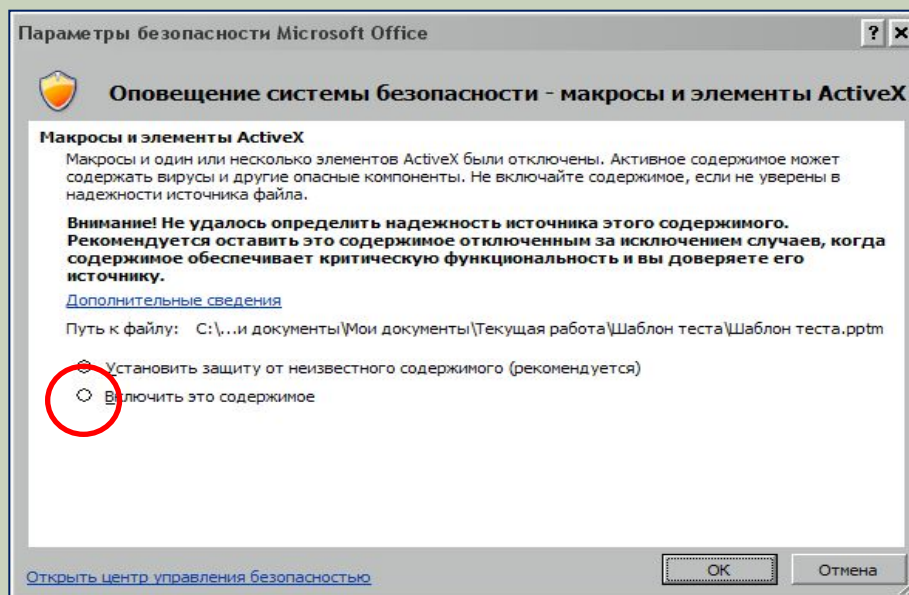 Параметры безопасности Microsoft Office
Оповещение системы безопасности - макросы и элементы ActiveX
Макросы и элементы ActiveX
Макросы и один или несколько элементов ActiveX были отключены. Активное содержимое может
содержать вирусы и другие опасные компоненты. Не включайте содержимое, если не уверены в
надежности источника файла.
Внимание! Не удалось определить надежность источника этого содержимого.
Рекомендуется оставить это содержимое отключенным за исключением случаев, когда
содержимое обеспечивает критическую функциональность и вы доверяете его
источнику.
Дополнительные сведения
Путь к файлу: C:\...и документы\Мои документы\Текущая работа\Шаблон теста\Шаблон теста.pptm
Установить защиту от неизвестного содержимого (рекомендуется)
Включить это содержимое
Открыть центр управления безопасностью
ОК
Отмена